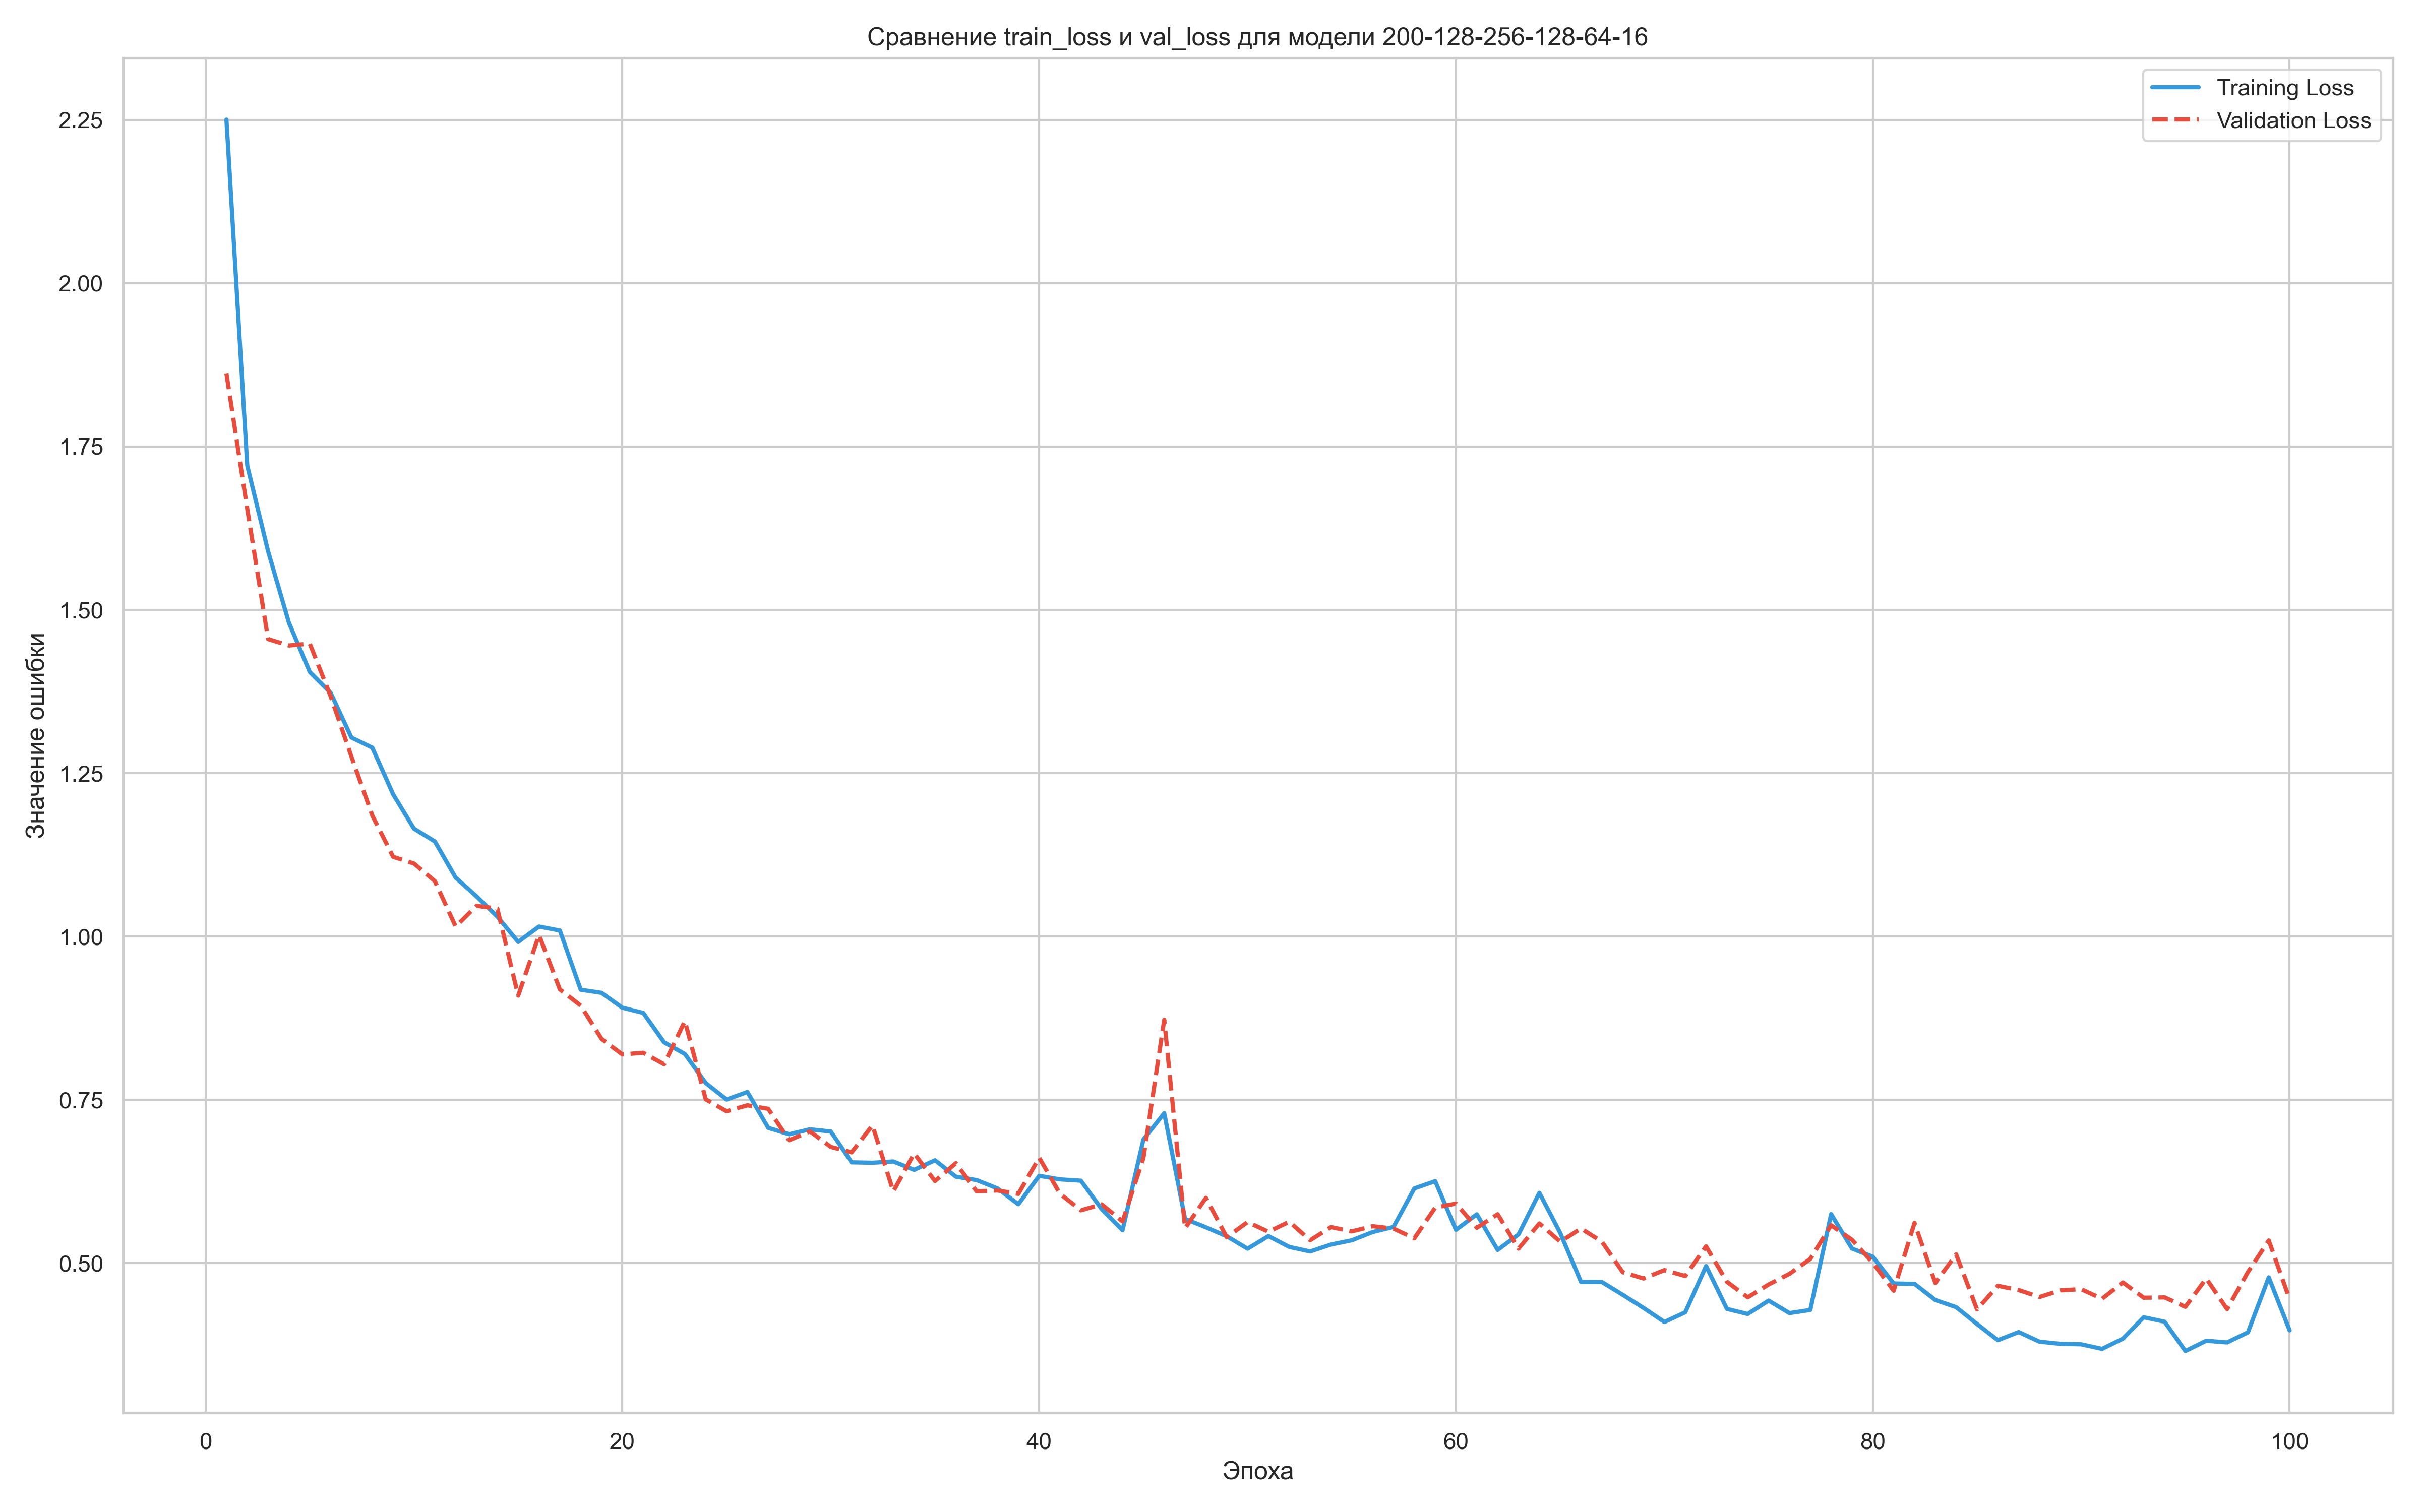 Сравнение train_loss и val_loss для модели 200-128-256-128-64-16
Training Loss
Validation Loss
2.25
2.00
1.75
1.50
1.25
1.00
0.75
0.50
Значение ошибки
0
20
40
60
80
100
Эпоха